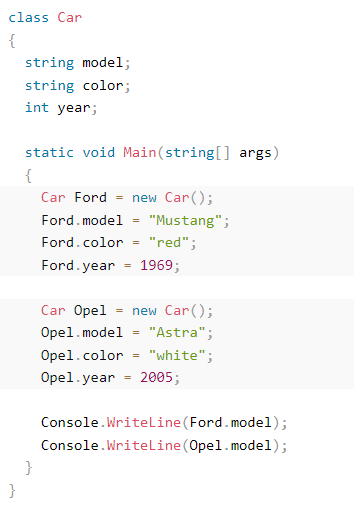 class Car
{
  string model;
  string color;
  int year;

  static void Main(string[] args)
  {
    Car Ford = new Car();
    Ford.model = "Mustang";
    Ford.color = "red";
    Ford.year = 1969;

    Car Opel = new Car();
    Opel.model = "Astra";
    Opel.color = "white";
    Opel.year = 2005;

    Console.WriteLine(Ford.model);
    Console.WriteLine(Opel.model);
  }
}